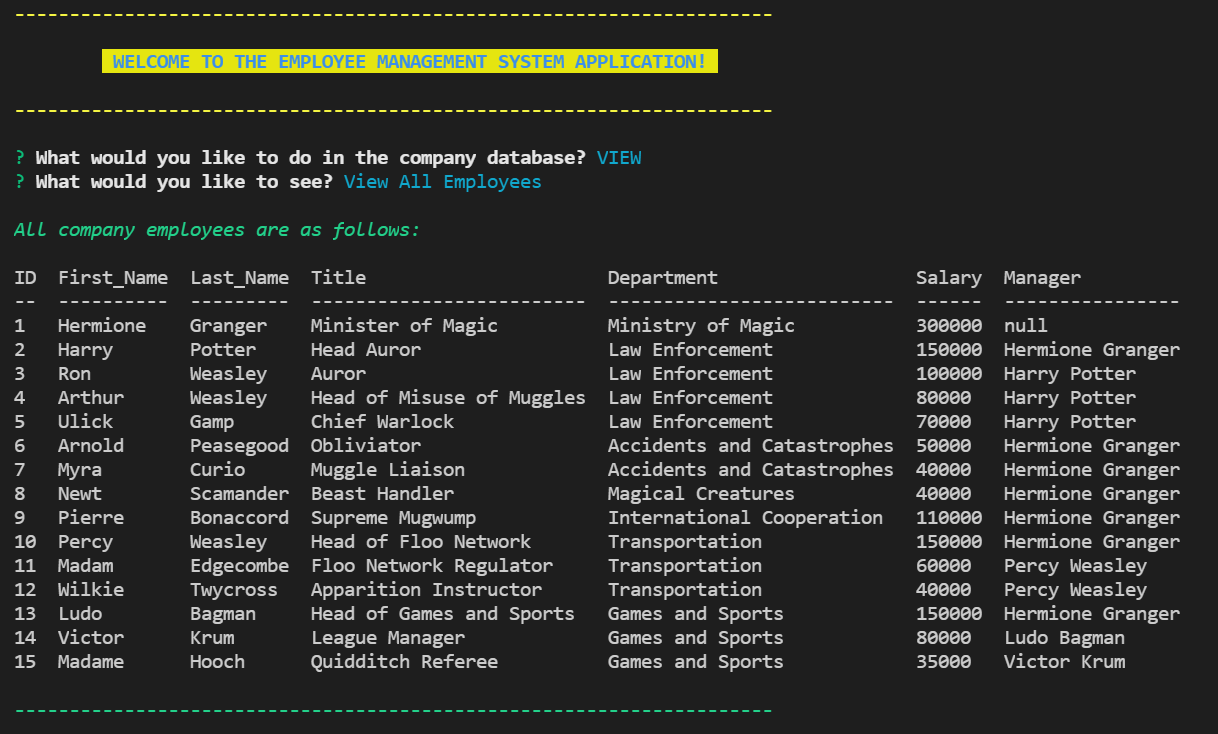 ---------------------------------------------------------------------
WELCOME TO THE EMPLOYEE MANAGEMENT SYSTEM APPLICATION!
---------------------------------------------------------------------
? What would you like to do in the company database? VIEW
? What would you like to see? View All Employees
All company employees are as follows:
ID  First_Name  Last_Name  Title                      Department                  Salary  Manager
--  ----------  ---------  -------------------------  --------------------------  ------  ----------------
1   Hermione    Granger    Minister of Magic          Ministry of Magic           300000  null
2   Harry       Potter     Head Auror                 Law Enforcement             150000  Hermione Granger
3   Ron         Weasley    Auror                      Law Enforcement             100000  Harry Potter
4   Arthur      Weasley    Head of Misuse of Muggles  Law Enforcement             80000   Harry Potter
5   Ulick       Gamp       Chief Warlock              Law Enforcement             70000   Harry Potter
6   Arnold      Peasegood  Obliviator                 Accidents and Catastrophes  50000   Hermione Granger
7   Myra        Curio      Muggle Liaison             Accidents and Catastrophes  40000   Hermione Granger
8   Newt        Scamander  Beast Handler              Magical Creatures           40000   Hermione Granger
9   Pierre      Bonaccord  Supreme Mugwump            International Cooperation   110000  Hermione Granger
10  Percy       Weasley    Head of Floo Network       Transportation              150000  Hermione Granger
11  Madam       Edgecombe  Floo Network Regulator     Transportation              60000   Percy Weasley
12  Wilkie      Twycross   Apparition Instructor      Transportation              40000   Percy Weasley
13  Ludo        Bagman     Head of Games and Sports   Games and Sports            150000  Hermione Granger
14  Victor      Krum       League Manager             Games and Sports            80000   Ludo Bagman
15  Madame      Hooch      Quidditch Referee          Games and Sports            35000   Victor Krum
---------------------------------------------------------------------